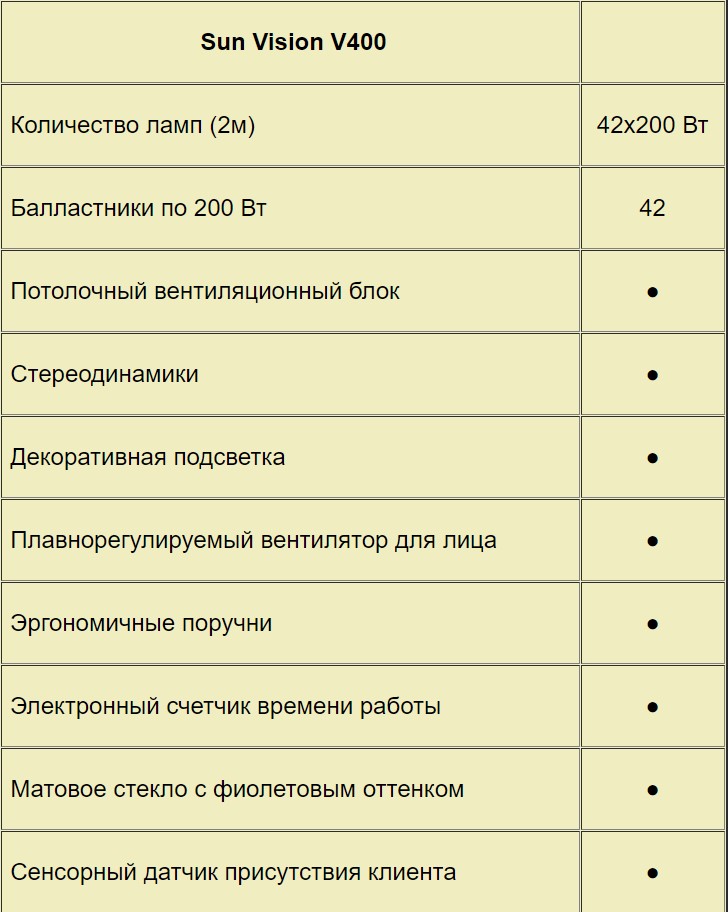 Sun Vision V400
Количество ламп (2м) 42х200 Вт
Балластники по 200 Вт 42
Потолочный вентиляционный блок ●
Стереодинамики ●
Декоративная подсветка ●
Плавнорегулируемый вентилятор для лица ●
Эргономичные поручни ●
Электронный счетчик времени работы ●
Матовое стекло с фиолетовым оттенком ●
Сенсорный датчик присутствия клиента ●